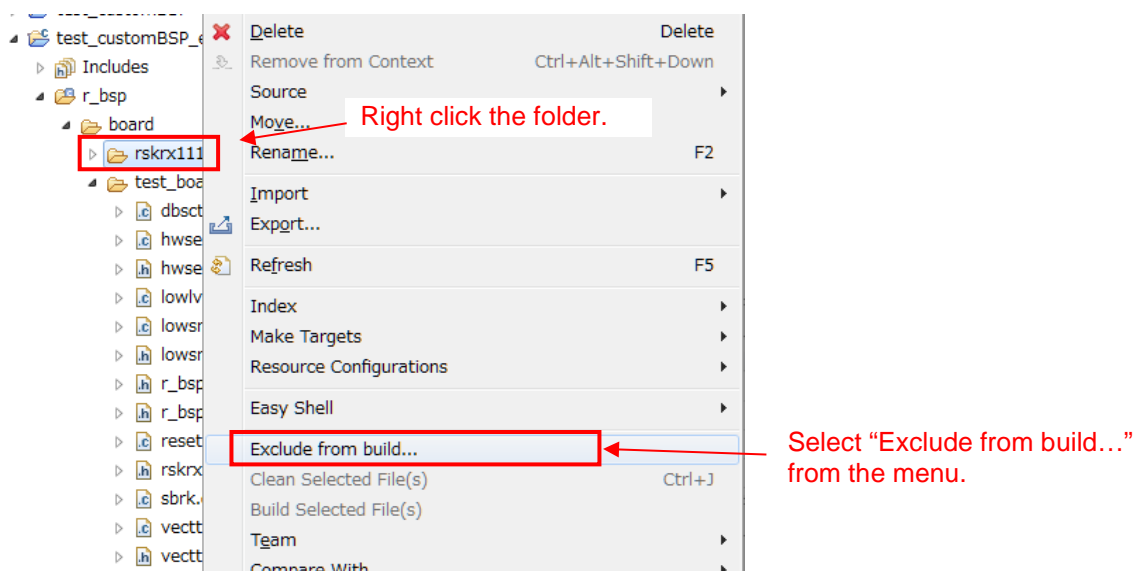 test_customBSP_e
Includes
r_bsp
board
rskrx111
test_boa
dbsct
hwse
hwse
lowlv
lowsr
lowsr
r_bsp
r_bsp
reset
rskrx
sbrk.
vectt
vectt
Delete Delete
Remove from Context Ctrl+Alt+Shift+Down
Source
Move...
Rename... F2
Import
Export...
Refresh F5
Index
Make Targets
Resource Configurations
Easy Shell
Exclude from build...
Clean Selected File(s) Ctrl+J
Build Selected File(s)
Team
Compare With
Right click the folder.
Select “Exclude from build…”
from the menu.